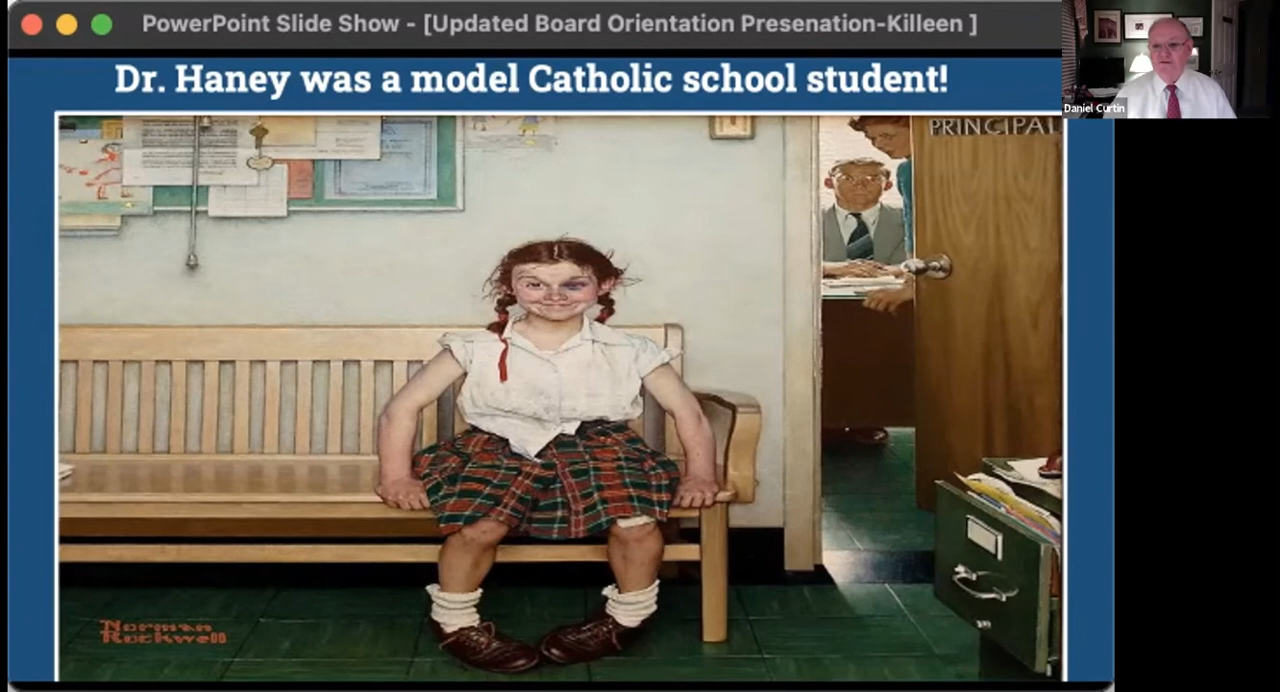 PowerPoint Slide Show - [Updated Board Orientation Presenation-Killeen ]
Dr. Haney was a model Catholic school student!
Daniel Curtin
PRINCIPAL
Norman
Rockwell